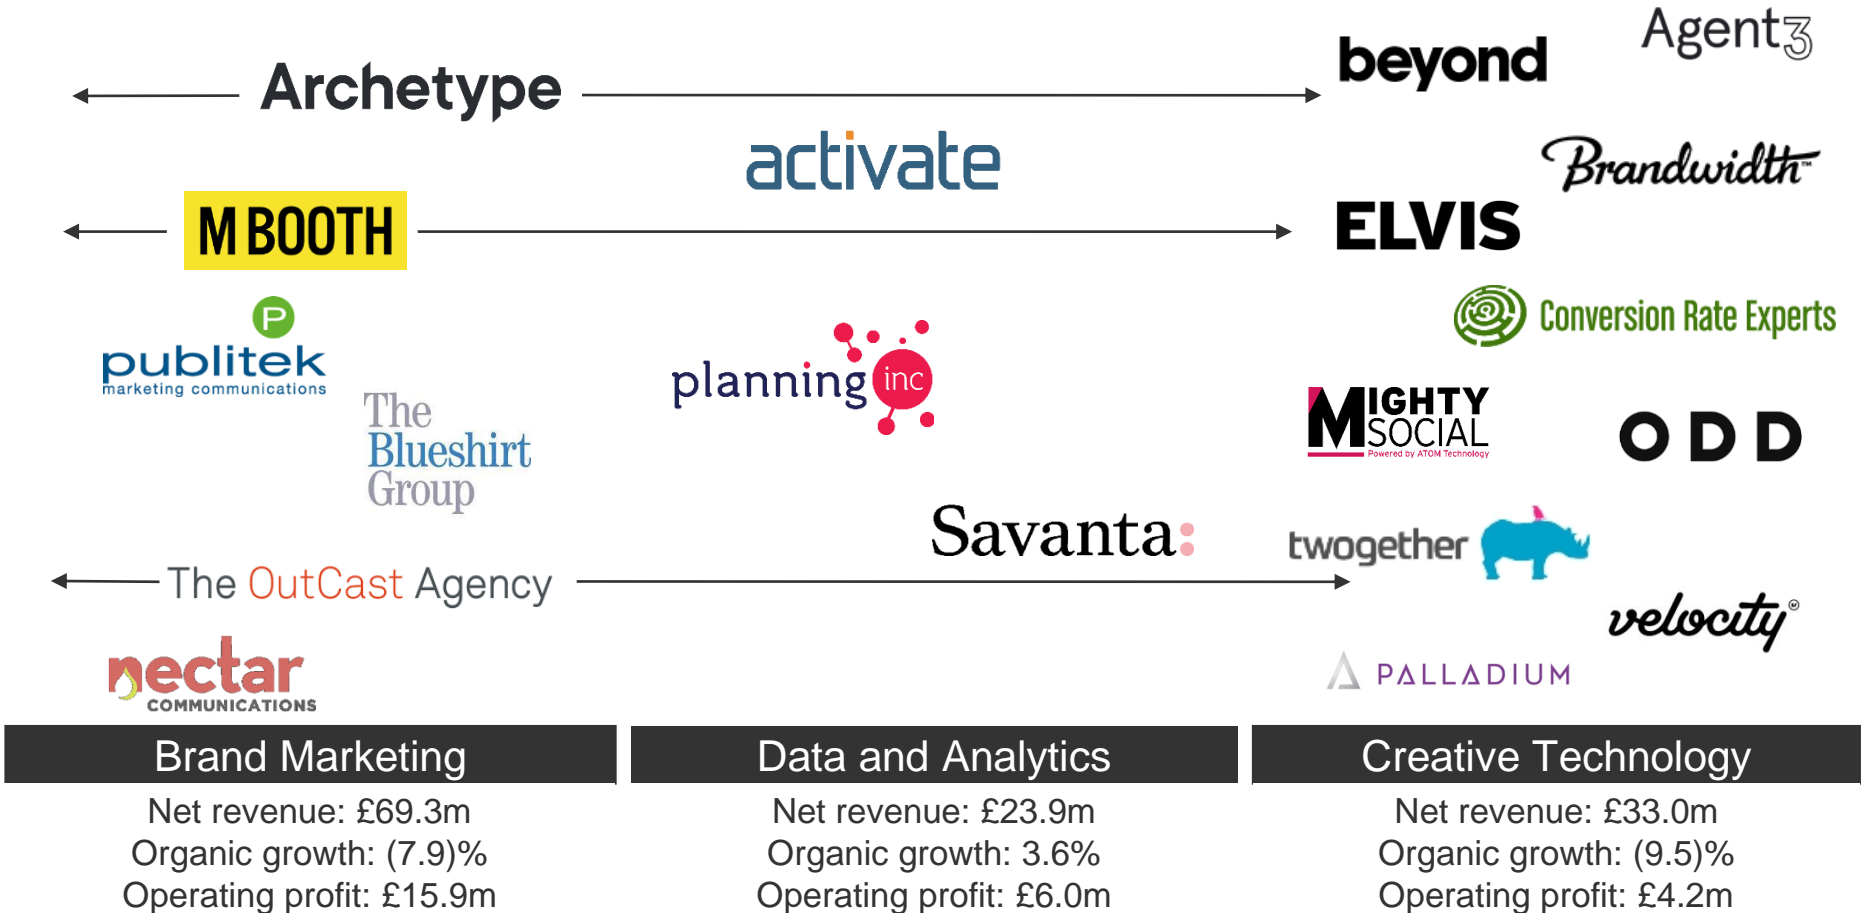 Agent3
beyond
Archetype
activate
Brandwidth™
M BOOTH
ELVIS
P
publitek
marketing communications
Conversion Rate Experts
planning inc
The
Blueshirt
Group
MIGHTY
SOCIAL
Powered by ATOM Technology
ODD
Savanta:
twogether
The OutCast Agency
velocity
nectar
COMMUNICATIONS
PALLADIUM
Brand Marketing
Net revenue: £69.3m
Organic growth: (7.9)%
Operating profit: £15.9m
Data and Analytics
Net revenue: £23.9m
Organic growth: 3.6%
Operating profit: £6.0m
Creative Technology
Net revenue: £33.0m
Organic growth: (9.5)%
Operating profit: £4.2m